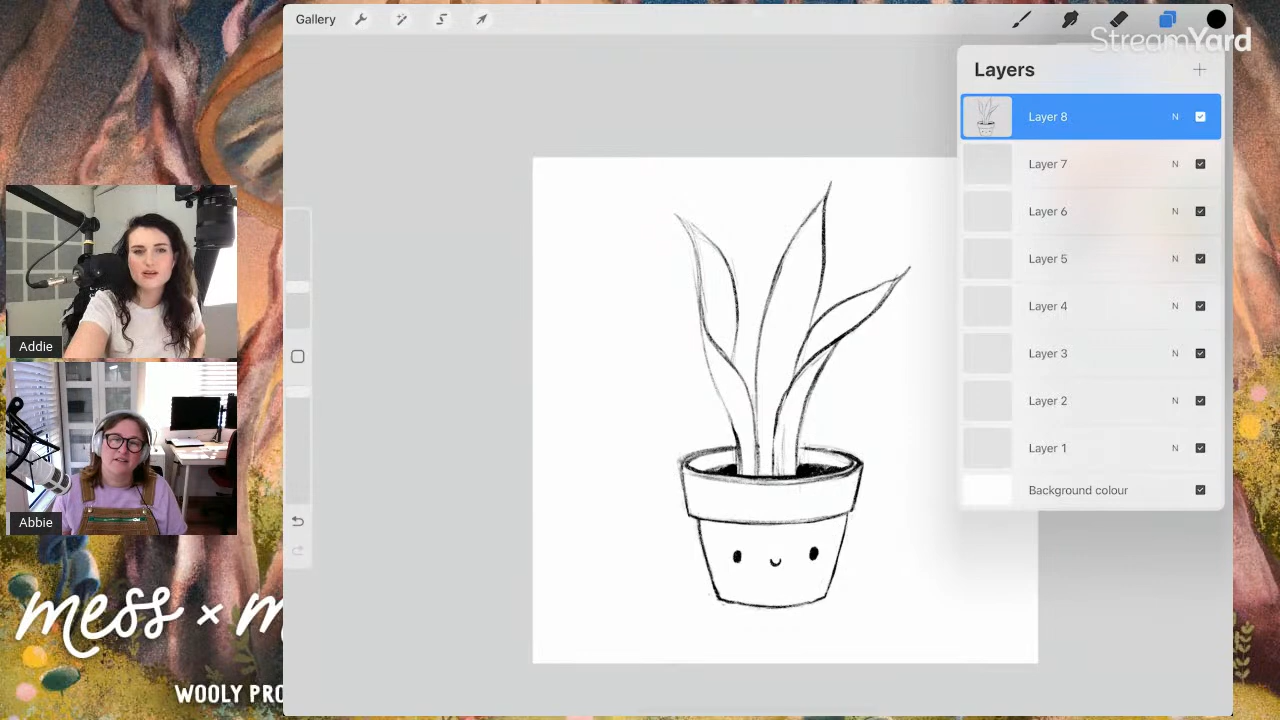 Gallery
StreamYard
Layers
Layer 8 N
Layer 7 N
Layer 6 N
Layer 5 N
Layer 4 N
Layer 3 N
Layer 2 N
Layer 1 N
Background colour
Addie
Abbie
mess × m
WOOLY PRO